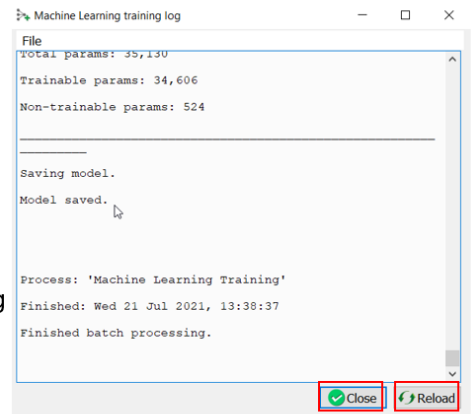 Machine Learning training log
File
Total params: 35,130
Trainable params: 34,606
Non-trainable params: 524
Saving model.
Model saved.
Process: 'Machine Learning Training'
g
Finished: Wed 21 Jul 2021, 13:38:37
Finished batch processing.
Close Reload